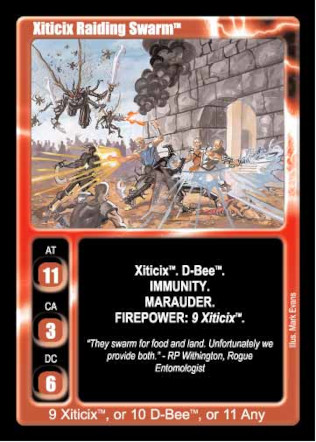 Xiticix Raiding Swarm™
AT
11
CA
3
DC
6
Xiticix™. D-Bee™.
IMMUNITY.
MARAUDER.
FIREPOWER: 9 Xiticix™.
"They swarm for food and land. Unfortunately we
provide both." - RP Withington, Rogue
Entomologist
Illus. Mark Evans
9 Xiticix™, or 10 D-Bee™, or 11 Any